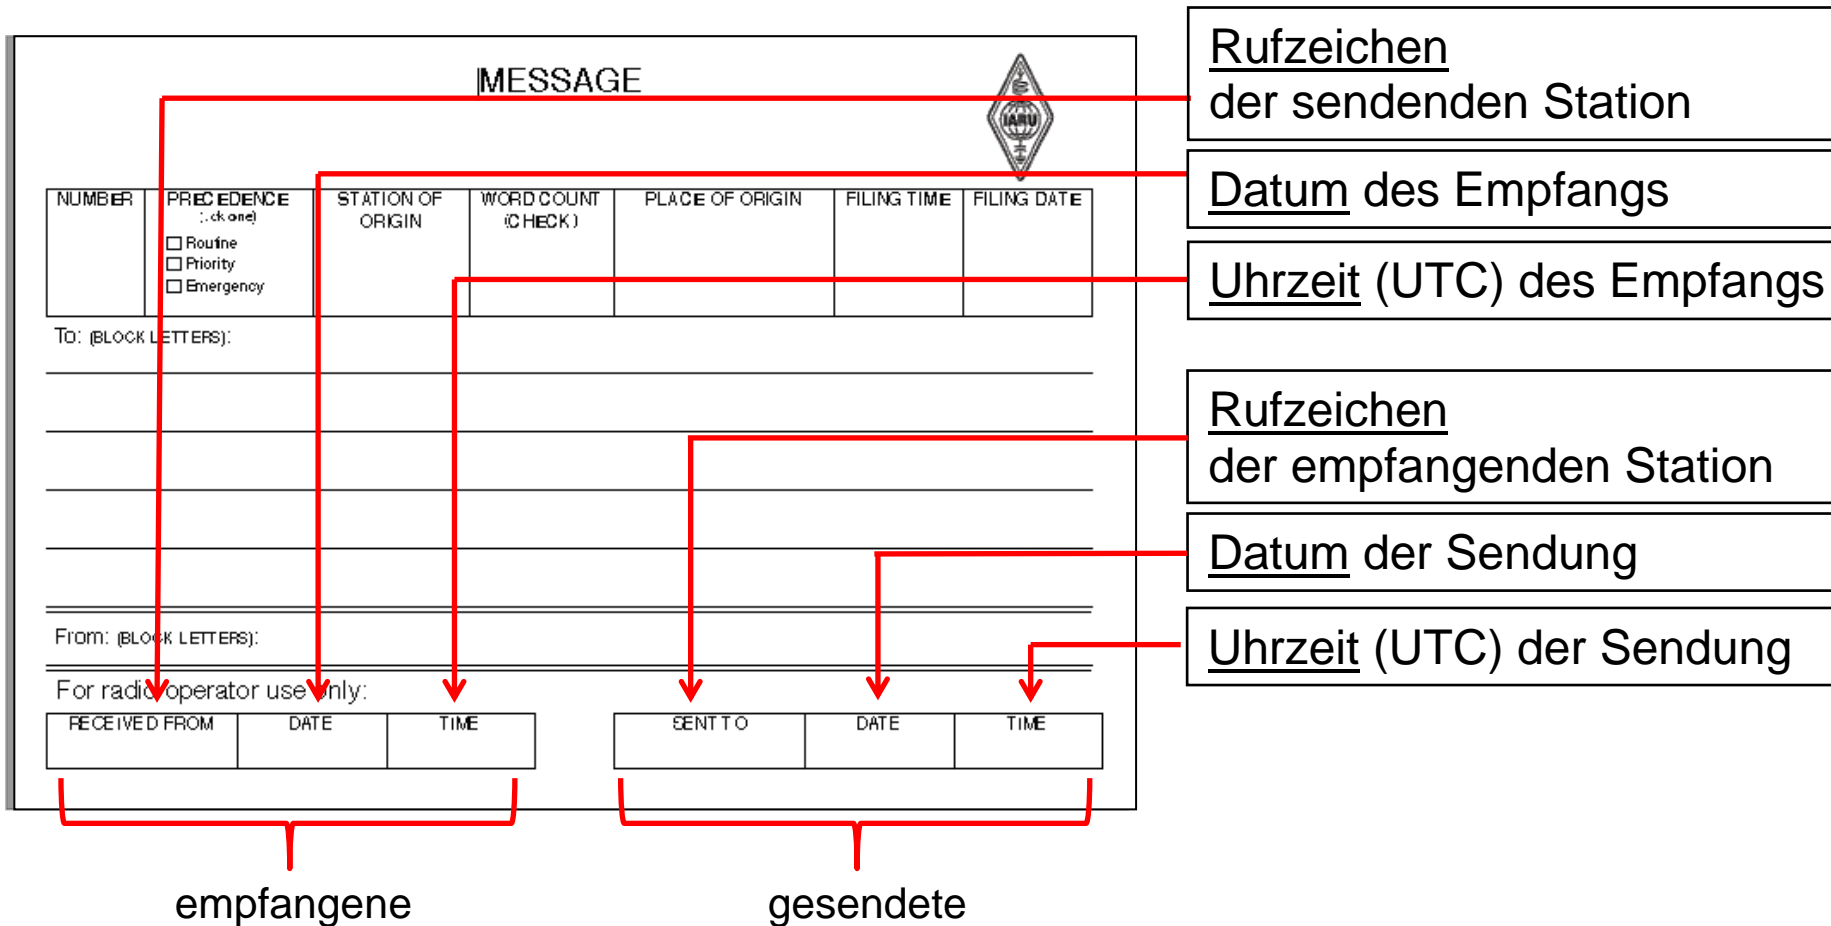 MESSAGE
IARU
NUMBER
PRECEDENCE
one)
Routine
Priority
Emergency
STATION OF
ORIGIN
WORD COUNT
(CHECK)
PLACE OF ORIGIN
FILING TIME
FILING DATE
To: (BLOCK LETTERS):
From: (BLOCK LETTERS):
For radio operator use only:
RECEIVED FROM
DATE
TIME
SENT TO
DATE
TIME
empfangene
gesendete
Rufzeichen
der sendenden Station
Datum des Empfangs
Uhrzeit (UTC) des Empfangs
Rufzeichen
der empfangenden Station
Datum der Sendung
Uhrzeit (UTC) der Sendung